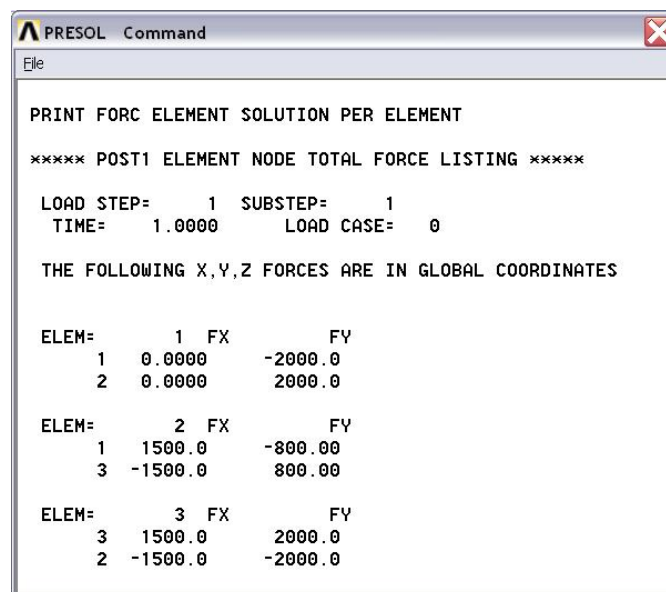 PRESOL Command
File
PRINT FORC ELEMENT SOLUTION PER ELEMENT
***** POST1 ELEMENT NODE TOTAL FORCE LISTING *****
LOAD STEP= 1 SUBSTEP= 1
TIME= 1.0000 LOAD CASE= 0
THE FOLLOWING X,Y,Z FORCES ARE IN GLOBAL COORDINATES
ELEM= 1 FX FY
1 0.0000 -2000.0
2 0.0000 2000.0
ELEM= 2 FX FY
1 1500.0 -800.00
3 -1500.0 800.00
ELEM= 3 FX FY
3 1500.0 2000.0
2 -1500.0 -2000.0